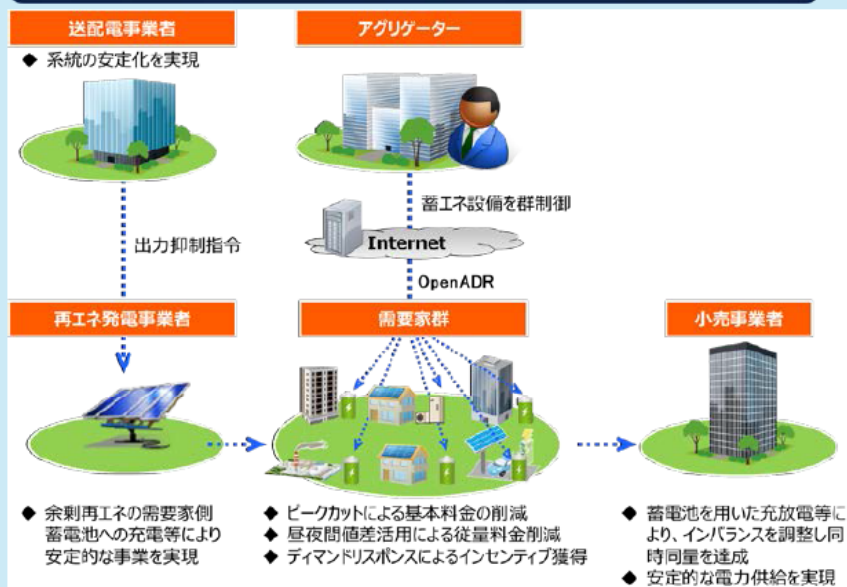 送配電事業者
アグリゲーター
◆ 系統の安定化を実現
蓄エネ設備を群制御
Internet
出力抑制指令
OpenADR
再エネ発電事業者
需要家群
小売事業者
◆ 余剰再エネの需要家側
蓄電池への充電等により
安定的な事業を実現
◆ ピークカットによる基本料金の削減
◆ 昼夜間値差活用による従量料金削減
◆ ディマンドリスポンスによるインセンティブ獲得
◆ 蓄電池を用いた充放電等に
より、インバランスを調整し同
時同量を達成
◆ 安定的な電力供給を実現